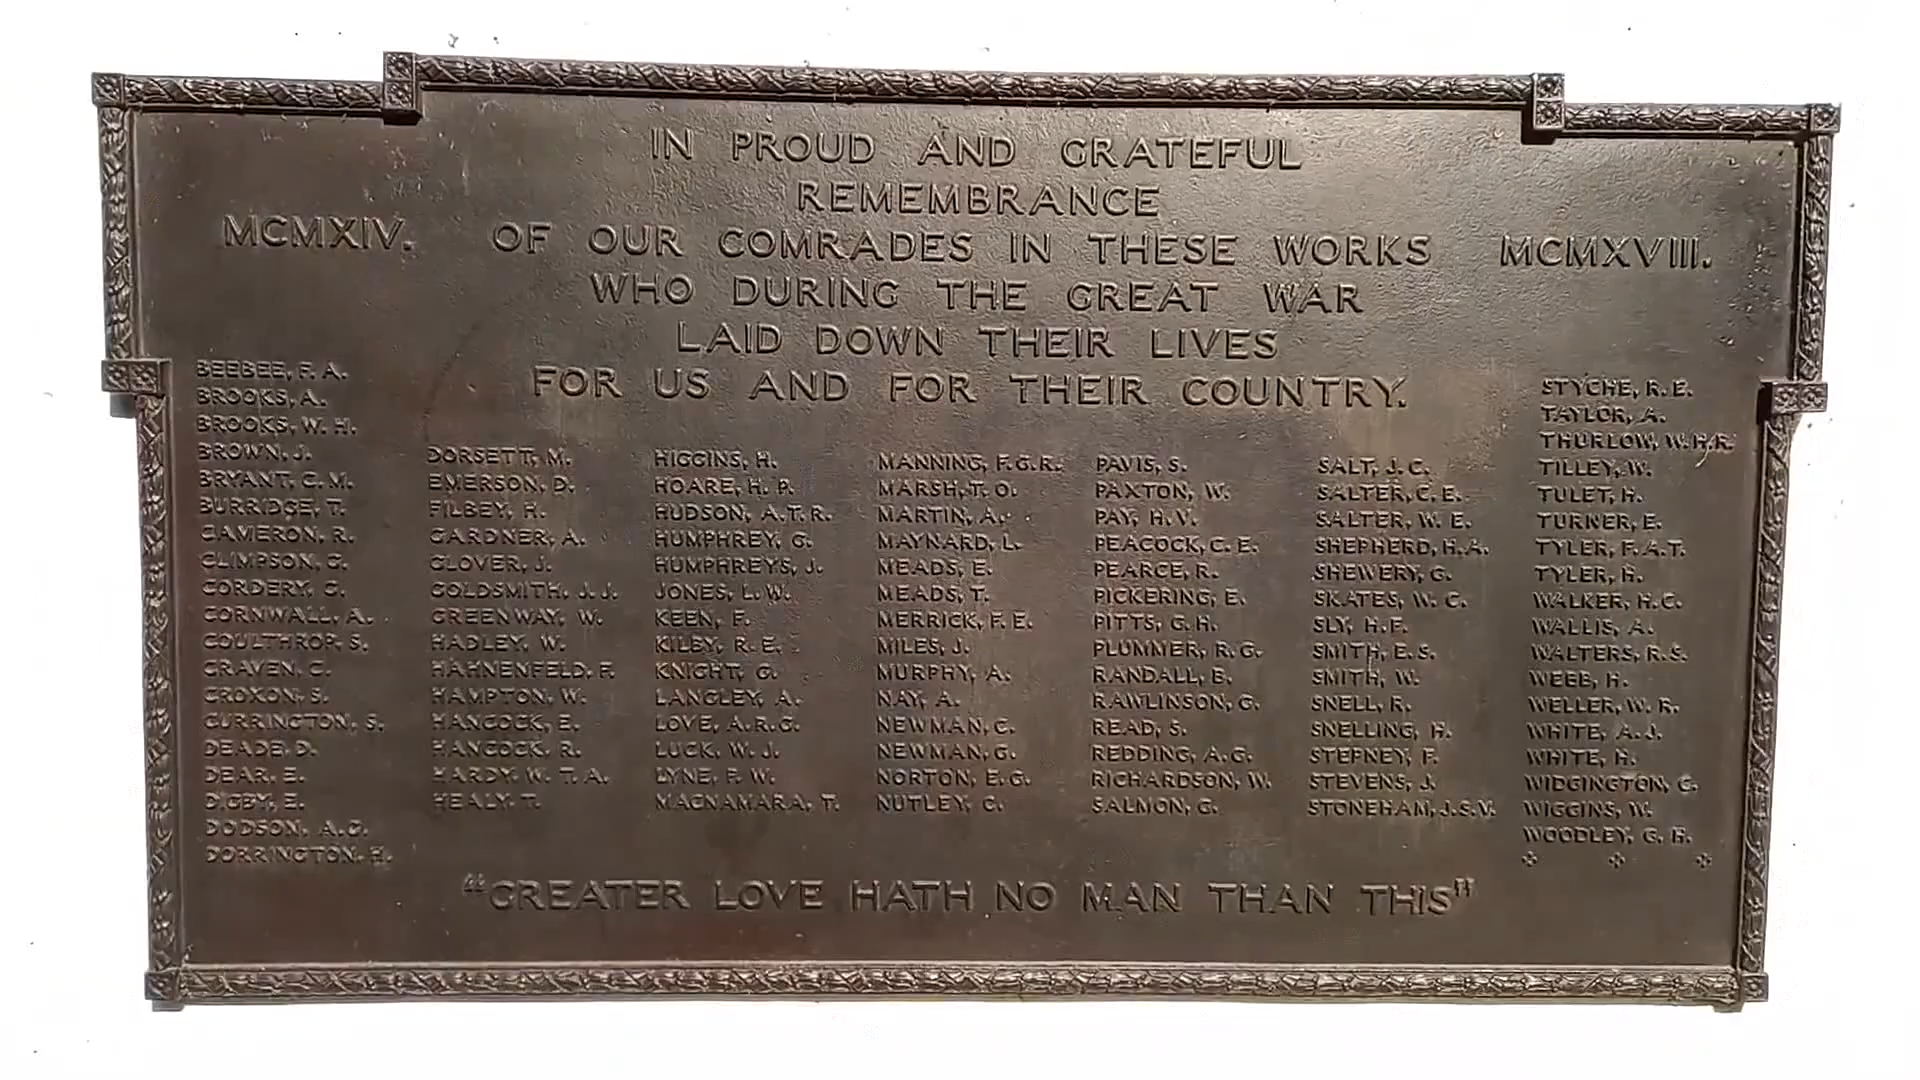 IN PROUD AND GRATEFUL
REMEMBRANCE
MCMXIV. OF OUR COMRADES IN THESE WORKS MCMXVIII.
WHO DURING THE GREAT WAR
LAID DOWN THEIR LIVES
FOR US AND FOR THEIR COUNTRY.
BEEBEE, F. A.
BROOKS, A.
BROOKS, W. H.
BROWN, J.
BRYANT, C. M.
BURRIDGE, T.
CAMERON, R.
CLIMPSON, G.
CORDERY, G.
CORNWALL, A.
COULTHROP, S.
CRAVEN, C.
CROXON, S.
CURRINGTON, S.
DEADE, D.
DEAR, E.
DIGBY, E.
DODSON, A.G.
DORRINGTON, H.
DORSETT, M.
EMERSON, D.
FILBEY, H.
GARDNER, A.
GLOVER, J.
GOLDSMITH, J. J.
GREENWAY, W.
HADLEY, W.
HAHNENFELD, F.
HAMPTON, W.
HANCOCK, E.
HANCOCK, R.
HARDY, W. T. A.
HEALY, T.
HIGGINS, H.
HOARE, H. P.
HUDSON, A.T.R.
HUMPHREY, G.
HUMPHREYS, J.
JONES, L. W.
KEEN, F.
KILBY, R. E.
KNIGHT, G.
LANGLEY, A.
LOVE, A.R.G.
LUCK, W. J.
LYNE, F. W.
MACNAMARA, T.
MANNING, F.G.R.
MARSH, T. O.
MARTIN, A.
MAYNARD, L.
MEADS, E.
MEADS, T.
MERRICK, F. E.
MILES, J.
MURPHY, A.
NAY, A.
NEWMAN, C.
NEWMAN, G.
NORTON, E. G.
NUTLEY, C.
PAVIS, S.
PAXTON, W.
PAY, H. V.
PEACOCK, C. E.
PEARCE, R.
PICKERING, E.
PITTS, G. H.
PLUMMER, R. G.
RANDALL, B.
RAWLINSON, G.
READ, S.
REDDING, A. G.
RICHARDSON, W.
SALMON, G.
SALT, J. C.
SALTER, C. E.
SALTER, W. E.
SHEPHERD, H.A.
SHEWERY, G.
SKATES, W. C.
SLY, H. F.
SMITH, E. S.
SMITH, W.
SNELL, R.
SNELLING, H.
STEPNEY, F.
STEVENS, J.
STONEHAM, J.S.V.
STYCHE, R. E.
TAYLOR, A.
THURLOW, W.H.R.
TILLEY, W.
TULET, H.
TURNER, E.
TYLER, F. A. T.
TYLER, H.
WALKER, H. C.
WALLIS, A.
WALTERS, R. S.
WEBB, H.
WELLER, W. R.
WHITE, A. J.
WHITE, H.
WIDGINGTON, C.
WIGGINS, W.
WOODLEY, G. H.
"GREATER LOVE HATH NO MAN THAN THIS"